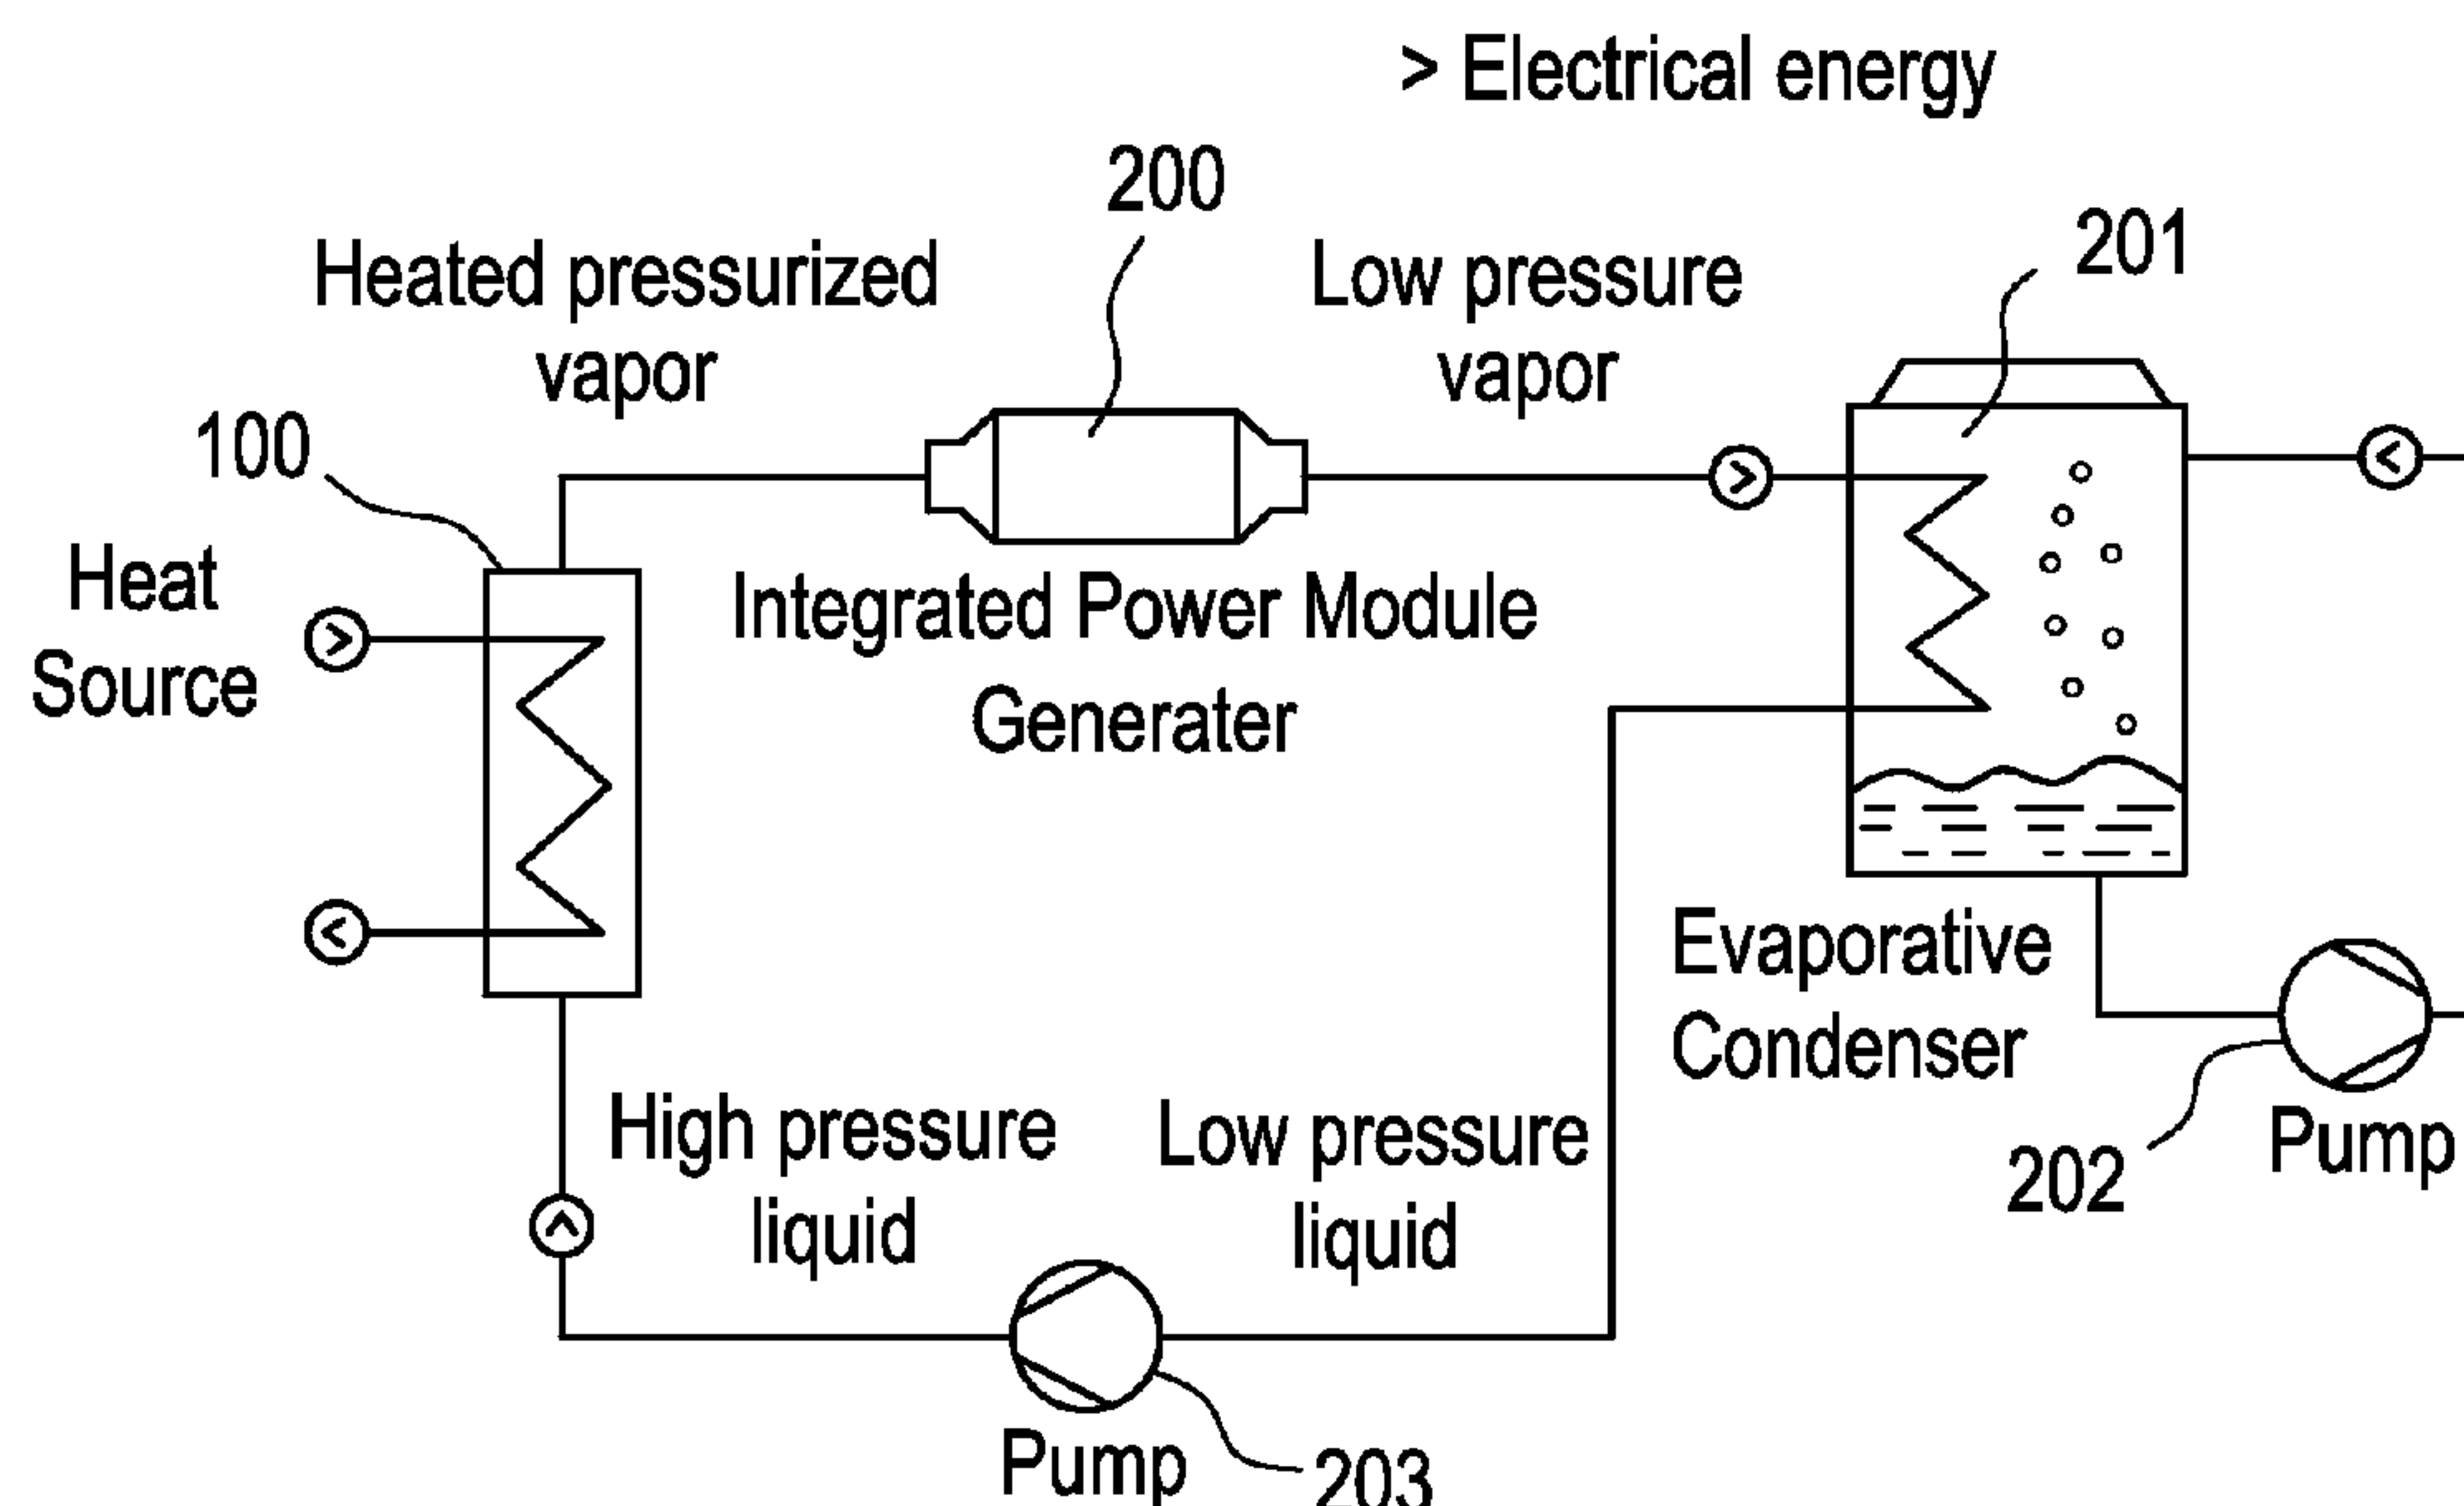 > Electrical energy
200
201
Heated pressurized
vapor
Low pressure
vapor
100
Heat
Source
Integrated Power Module
Generater
Evaporative
Condenser
High pressure
liquid
Low pressure
liquid
202
Pump
Pump
203